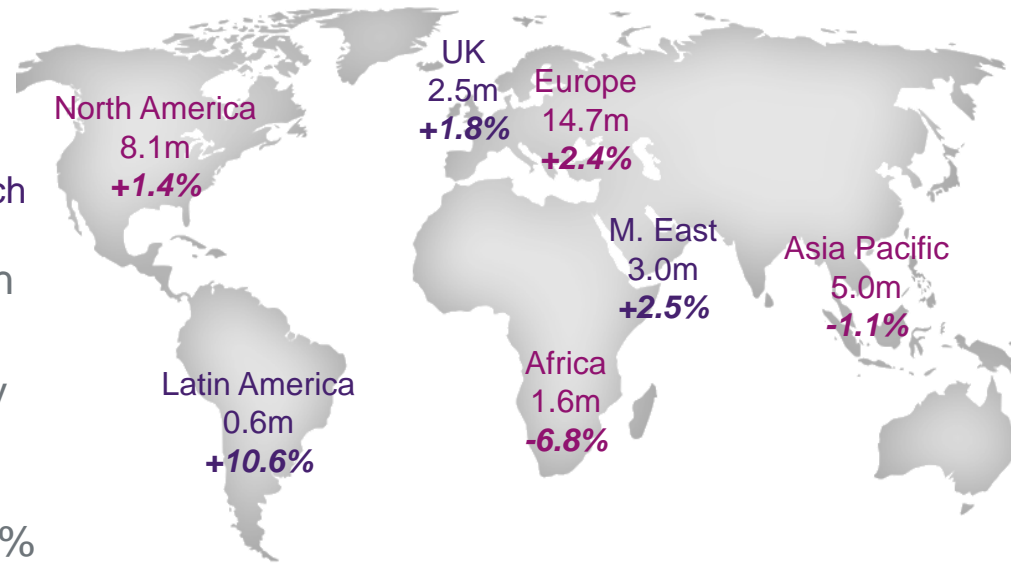 UK
2.5m
+1.8%
Europe
14.7m
+2.4%
North America
8.1m
+1.4%
M. East
3.0m
+2.5%
Asia Pacific
5.0m
-1.1%
Latin America
0.6m
+10.6%
Africa
1.6m
-6.8%
%